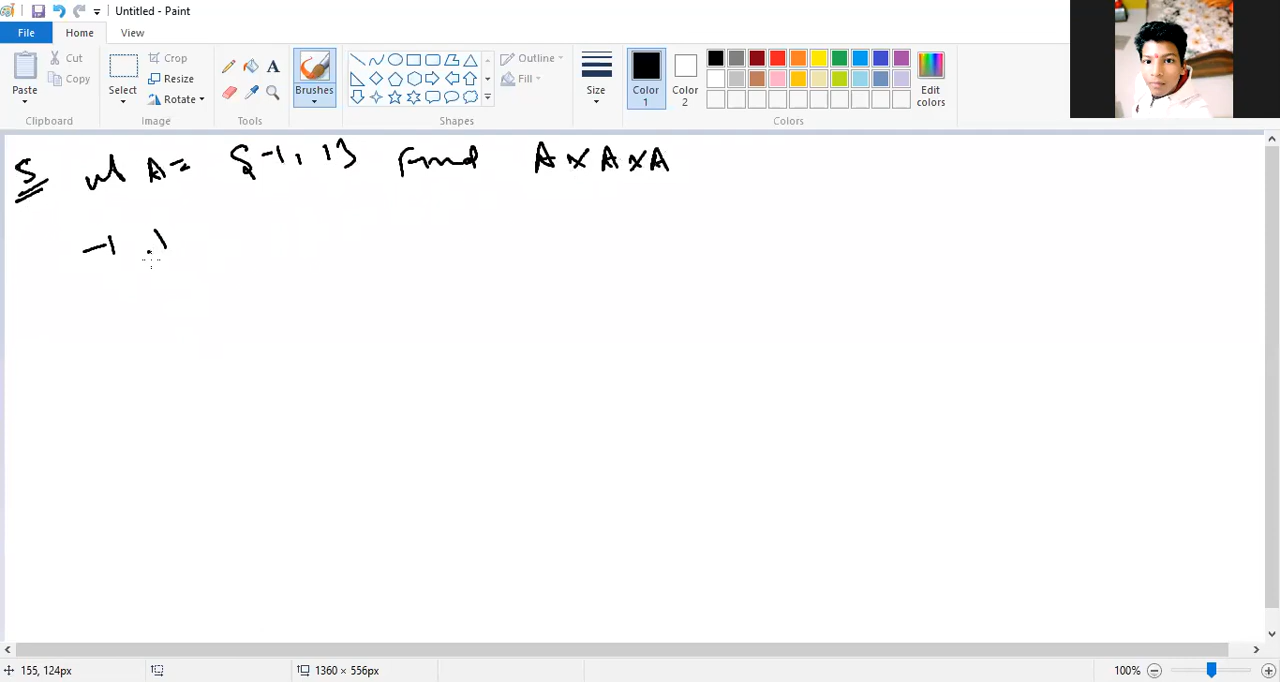 Untitled - Paint
File Home View
Paste Cut Copy Select Crop Resize Rotate Brushes Outline Fill Size Color 1 Color 2 Edit colors
Clipboard Image Tools Shapes Colors
5 A = {-1, 1} Find A × A × A
-1 . 1
155, 124px 1360 × 556px 100%